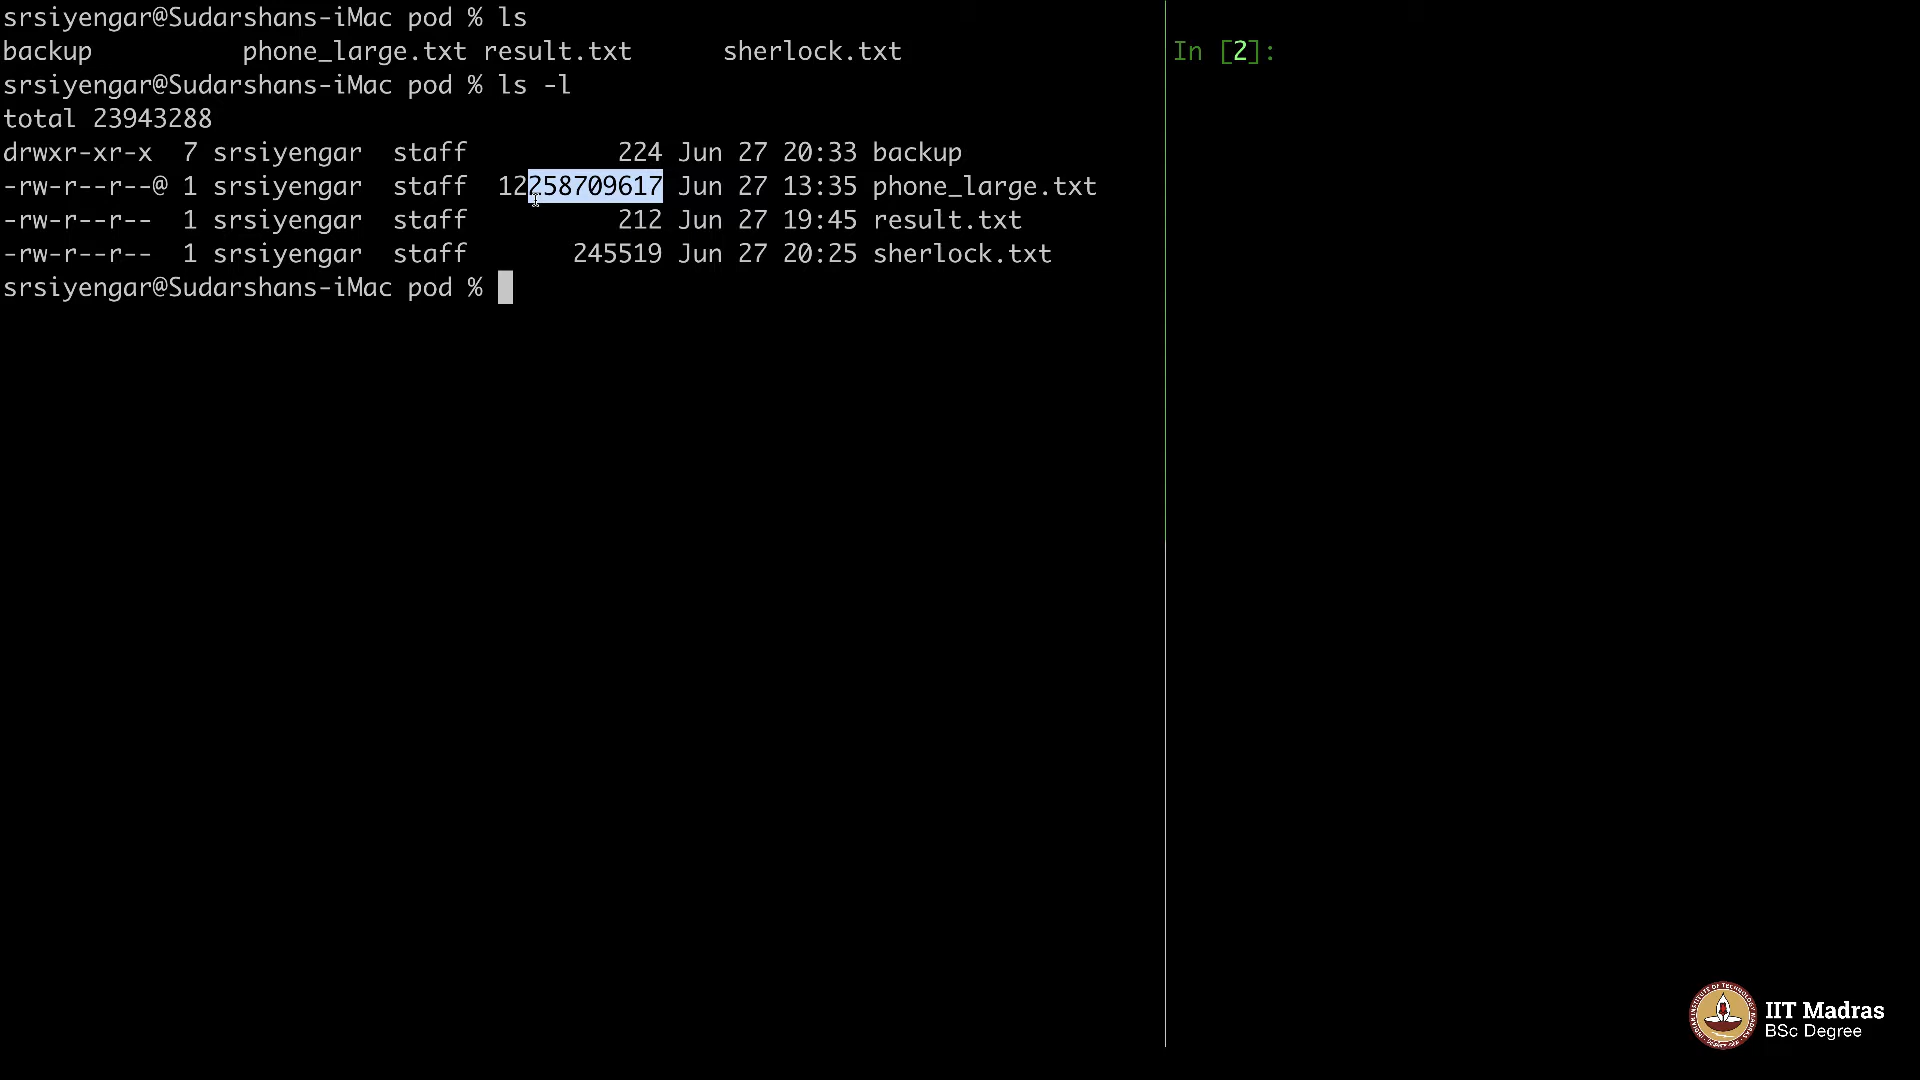 srsiyengar@Sudarshans-iMac pod % ls
backup phone_large.txt result.txt sherlock.txt
srsiyengar@Sudarshans-iMac pod % ls -l
total 23943288
drwxr-xr-x 7 srsiyengar staff 224 Jun 27 20:33 backup
-rw-r--r--@ 1 srsiyengar staff 12258709617 Jun 27 13:35 phone_large.txt
-rw-r--r-- 1 srsiyengar staff 212 Jun 27 19:45 result.txt
-rw-r--r-- 1 srsiyengar staff 245519 Jun 27 20:25 sherlock.txt
srsiyengar@Sudarshans-iMac pod %
In [2]:
IIT Madras
BSc Degree